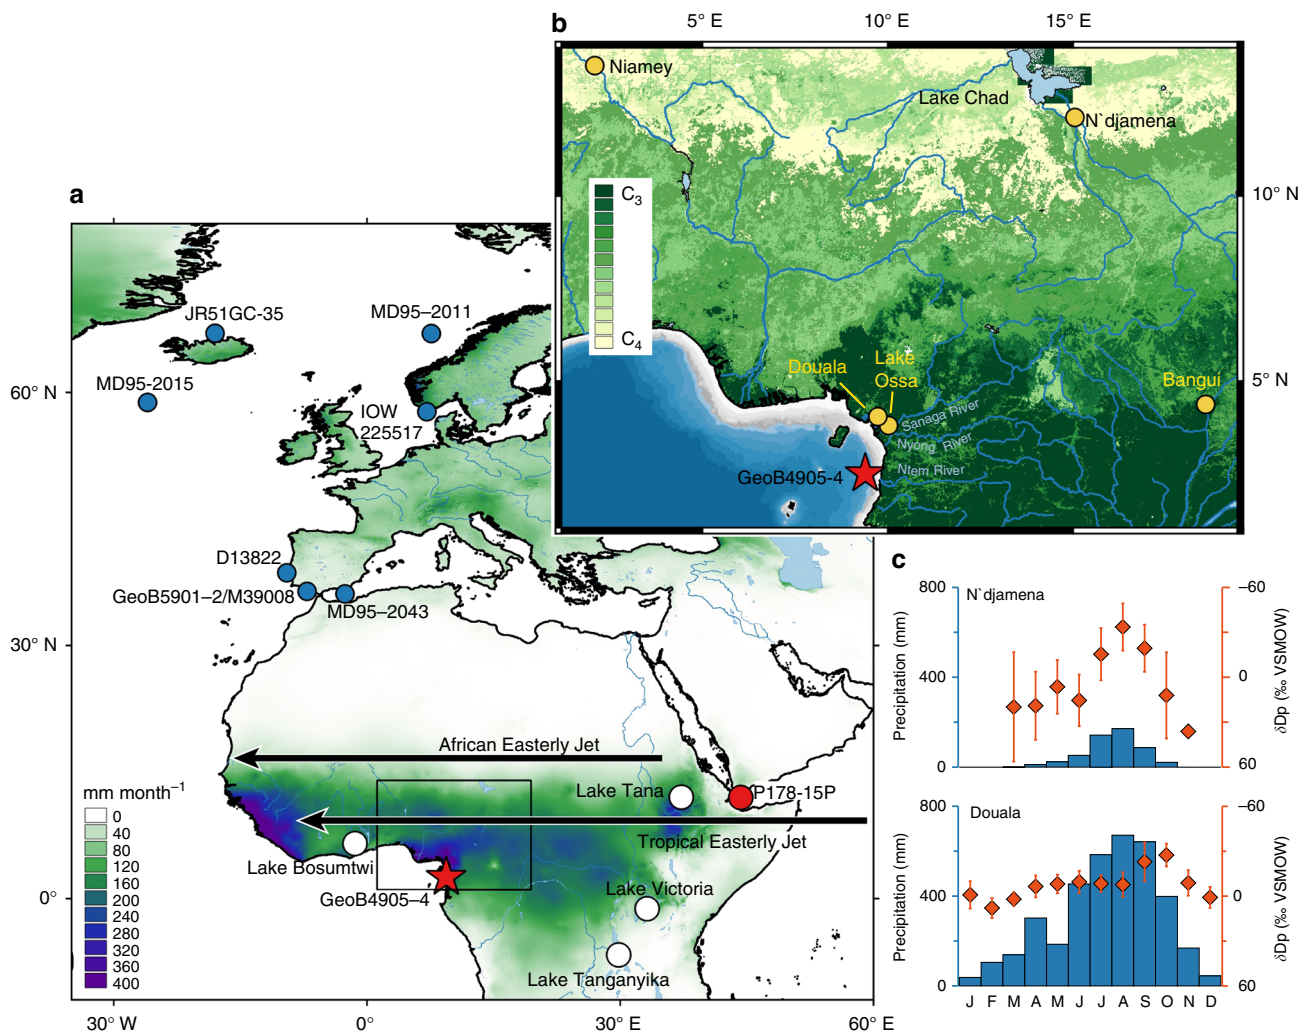 a
JR51GC-35
MD95–2011
MD95-2015
IOW
225517
D13822
GeoB5901–2/M39008
MD95–2043
African Easterly Jet
Lake Tana
P178-15P
Tropical Easterly Jet
Lake Bosumtwi
GeoB4905–4
Lake Victoria
Lake Tanganyika
mm month⁻¹
0
40
80
120
160
200
240
280
320
360
400
60° N
30° N
0°
30° W
0°
30° E
60° E
b
5° E
10° E
15° E
Niamey
Lake Chad
N`djamena
C₃
C₄
Douala
Lake
Ossa
Bangui
Sanaga River
Nyong River
Ntem River
GeoB4905-4
10° N
5° N
c
N`djamena
800
400
0
Precipitation (mm)
–60
0
60
δDp (‰ VSMOW)
Douala
800
400
0
Precipitation (mm)
–60
0
60
δDp (‰ VSMOW)
J F M A M J J A S O N D